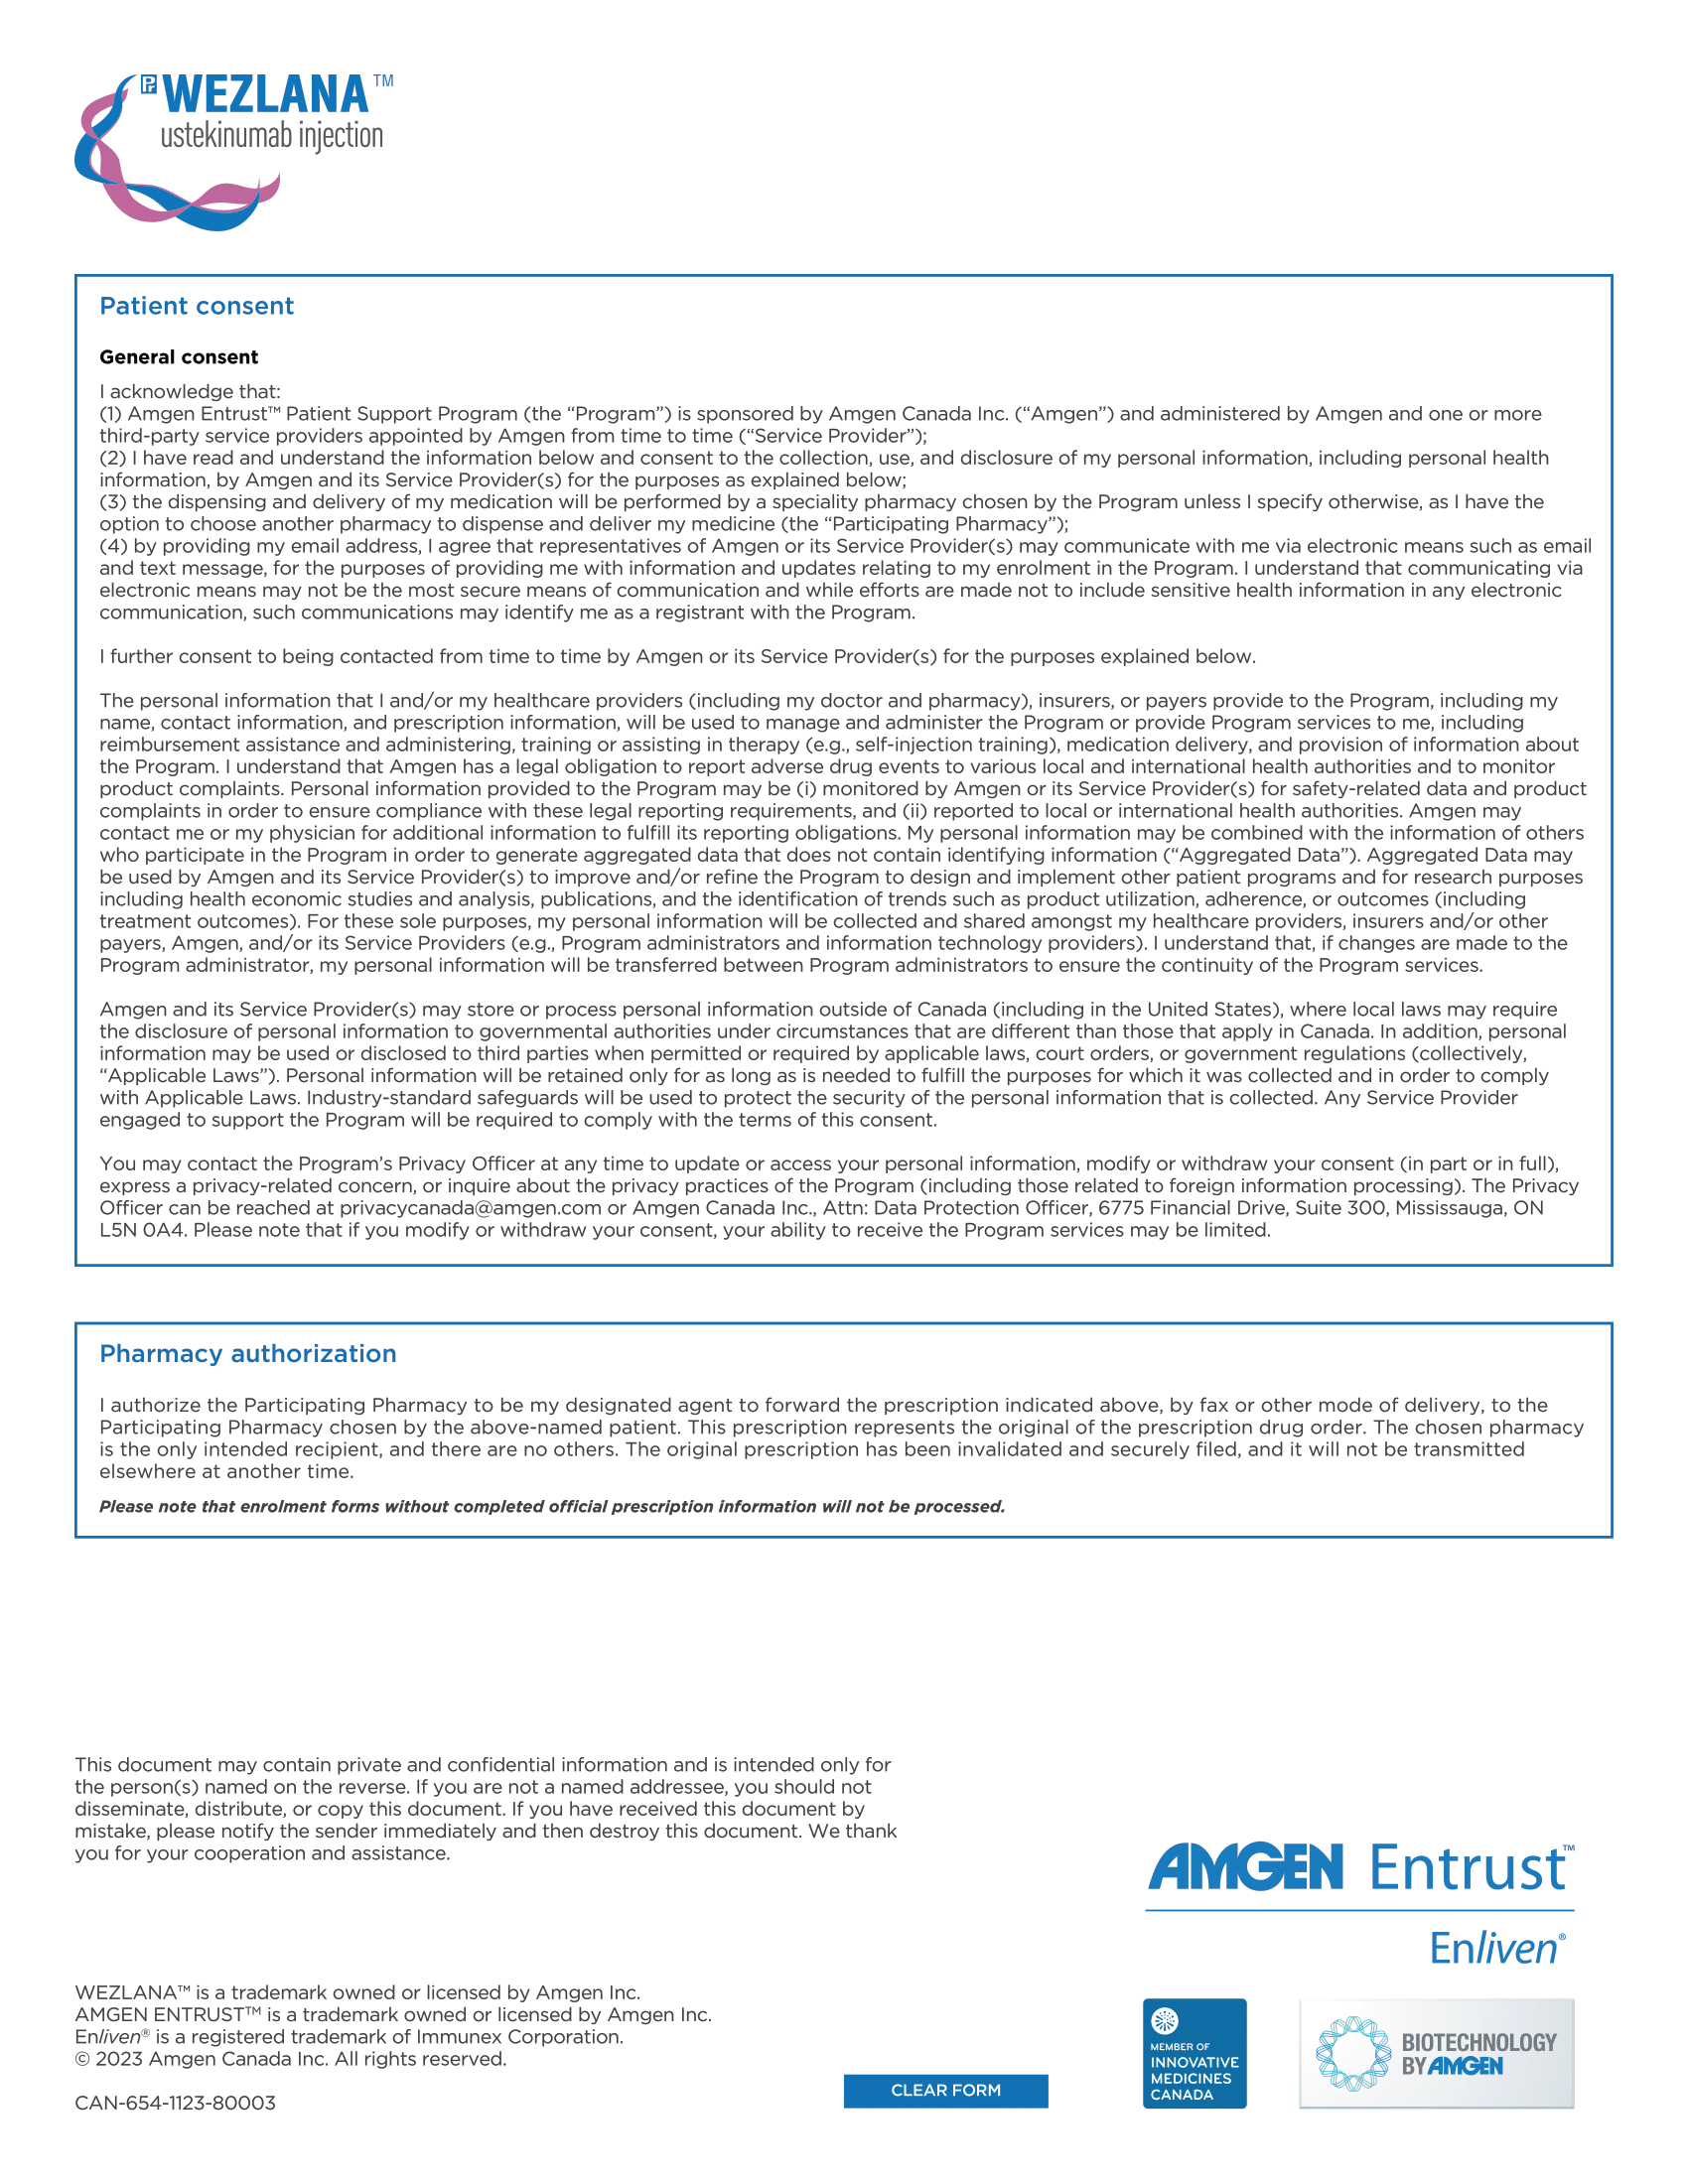 Pr WEZLANA™
ustekinumab injection
Patient consent
General consent
I acknowledge that:
(1) Amgen Entrust™ Patient Support Program (the “Program”) is sponsored by Amgen Canada Inc. (“Amgen”) and administered by Amgen and one or more
third-party service providers appointed by Amgen from time to time (“Service Provider”);
(2) I have read and understand the information below and consent to the collection, use, and disclosure of my personal information, including personal health
information, by Amgen and its Service Provider(s) for the purposes as explained below;
(3) the dispensing and delivery of my medication will be performed by a speciality pharmacy chosen by the Program unless I specify otherwise, as I have the
option to choose another pharmacy to dispense and deliver my medicine (the “Participating Pharmacy”);
(4) by providing my email address, I agree that representatives of Amgen or its Service Provider(s) may communicate with me via electronic means such as email
and text message, for the purposes of providing me with information and updates relating to my enrolment in the Program. I understand that communicating via
electronic means may not be the most secure means of communication and while efforts are made not to include sensitive health information in any electronic
communication, such communications may identify me as a registrant with the Program.
I further consent to being contacted from time to time by Amgen or its Service Provider(s) for the purposes explained below.
The personal information that I and/or my healthcare providers (including my doctor and pharmacy), insurers, or payers provide to the Program, including my
name, contact information, and prescription information, will be used to manage and administer the Program or provide Program services to me, including
reimbursement assistance and administering, training or assisting in therapy (e.g., self-injection training), medication delivery, and provision of information about
the Program. I understand that Amgen has a legal obligation to report adverse drug events to various local and international health authorities and to monitor
product complaints. Personal information provided to the Program may be (i) monitored by Amgen or its Service Provider(s) for safety-related data and product
complaints in order to ensure compliance with these legal reporting requirements, and (ii) reported to local or international health authorities. Amgen may
contact me or my physician for additional information to fulfill its reporting obligations. My personal information may be combined with the information of others
who participate in the Program in order to generate aggregated data that does not contain identifying information (“Aggregated Data”). Aggregated Data may
be used by Amgen and its Service Provider(s) to improve and/or refine the Program to design and implement other patient programs and for research purposes
including health economic studies and analysis, publications, and the identification of trends such as product utilization, adherence, or outcomes (including
treatment outcomes). For these sole purposes, my personal information will be collected and shared amongst my healthcare providers, insurers and/or other
payers, Amgen, and/or its Service Providers (e.g., Program administrators and information technology providers). I understand that, if changes are made to the
Program administrator, my personal information will be transferred between Program administrators to ensure the continuity of the Program services.
Amgen and its Service Provider(s) may store or process personal information outside of Canada (including in the United States), where local laws may require
the disclosure of personal information to governmental authorities under circumstances that are different than those that apply in Canada. In addition, personal
information may be used or disclosed to third parties when permitted or required by applicable laws, court orders, or government regulations (collectively,
“Applicable Laws”). Personal information will be retained only for as long as is needed to fulfill the purposes for which it was collected and in order to comply
with Applicable Laws. Industry-standard safeguards will be used to protect the security of the personal information that is collected. Any Service Provider
engaged to support the Program will be required to comply with the terms of this consent.
You may contact the Program’s Privacy Officer at any time to update or access your personal information, modify or withdraw your consent (in part or in full),
express a privacy-related concern, or inquire about the privacy practices of the Program (including those related to foreign information processing). The Privacy
Officer can be reached at privacycanada@amgen.com or Amgen Canada Inc., Attn: Data Protection Officer, 6775 Financial Drive, Suite 300, Mississauga, ON
L5N 0A4. Please note that if you modify or withdraw your consent, your ability to receive the Program services may be limited.
Pharmacy authorization
I authorize the Participating Pharmacy to be my designated agent to forward the prescription indicated above, by fax or other mode of delivery, to the
Participating Pharmacy chosen by the above-named patient. This prescription represents the original of the prescription drug order. The chosen pharmacy
is the only intended recipient, and there are no others. The original prescription has been invalidated and securely filed, and it will not be transmitted
elsewhere at another time.
Please note that enrolment forms without completed official prescription information will not be processed.
This document may contain private and confidential information and is intended only for
the person(s) named on the reverse. If you are not a named addressee, you should not
disseminate, distribute, or copy this document. If you have received this document by
mistake, please notify the sender immediately and then destroy this document. We thank
you for your cooperation and assistance.
AMGEN Entrust™
Enliven®
WEZLANA™ is a trademark owned or licensed by Amgen Inc.
AMGEN ENTRUST™ is a trademark owned or licensed by Amgen Inc.
Enliven® is a registered trademark of Immunex Corporation.
© 2023 Amgen Canada Inc. All rights reserved.
CAN-654-1123-80003
CLEAR FORM
MEMBER OF
INNOVATIVE
MEDICINES
CANADA
BIOTECHNOLOGY
BY AMGEN